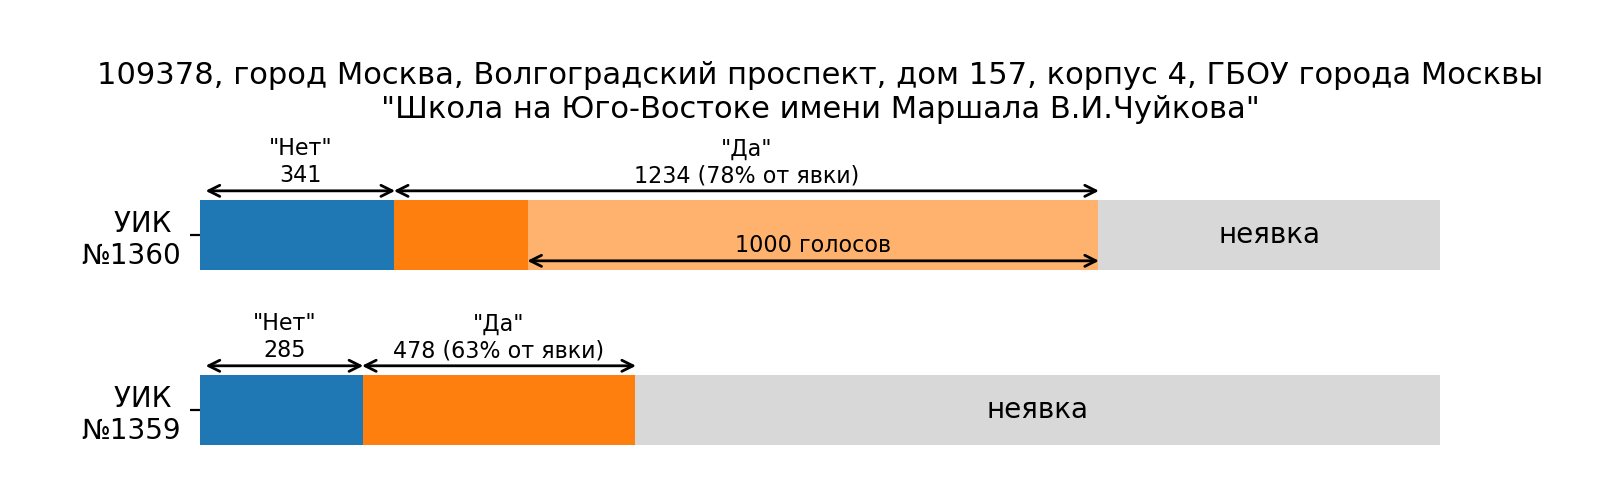 109378, город Москва, Волгоградский проспект, дом 157, корпус 4, ГБОУ города Москвы
"Школа на Юго-Востоке имени Маршала В.И.Чуйкова"
"Нет"
341
"Да"
1234 (78% от явки)
УИК
№1360
1000 голосов
неявка
"Нет"
285
"Да"
478 (63% от явки)
УИК
№1359
неявка